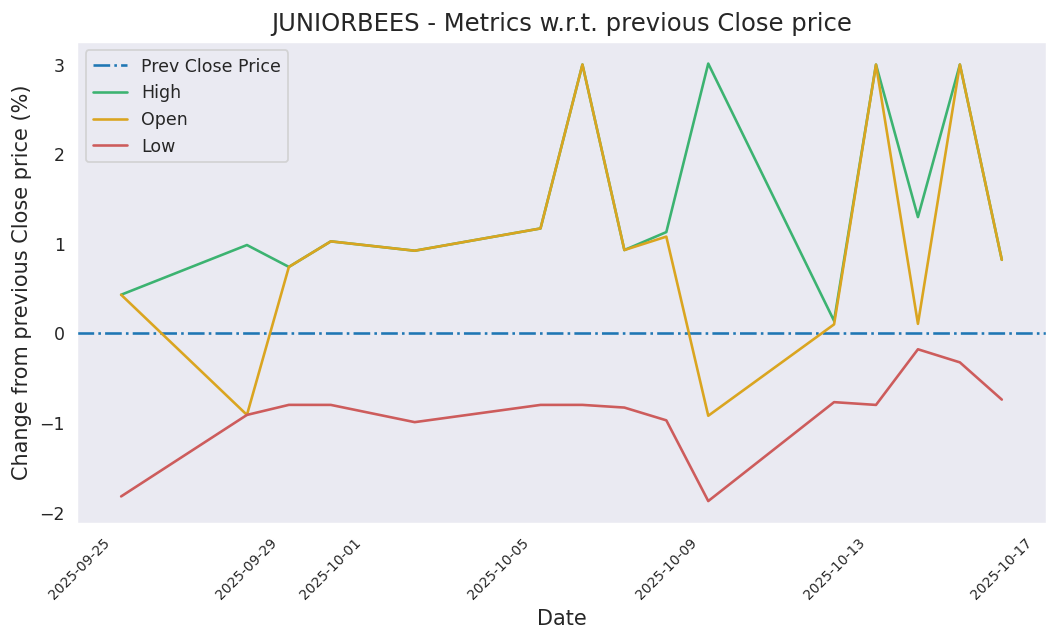 JUNIORBEES - Metrics w.r.t. previous Close price
Prev Close Price
High
Open
Low
Change from previous Close price (%)
3
2
1
0
−1
−2
2025-09-25
2025-09-29
2025-10-01
2025-10-05
2025-10-09
2025-10-13
2025-10-17
Date